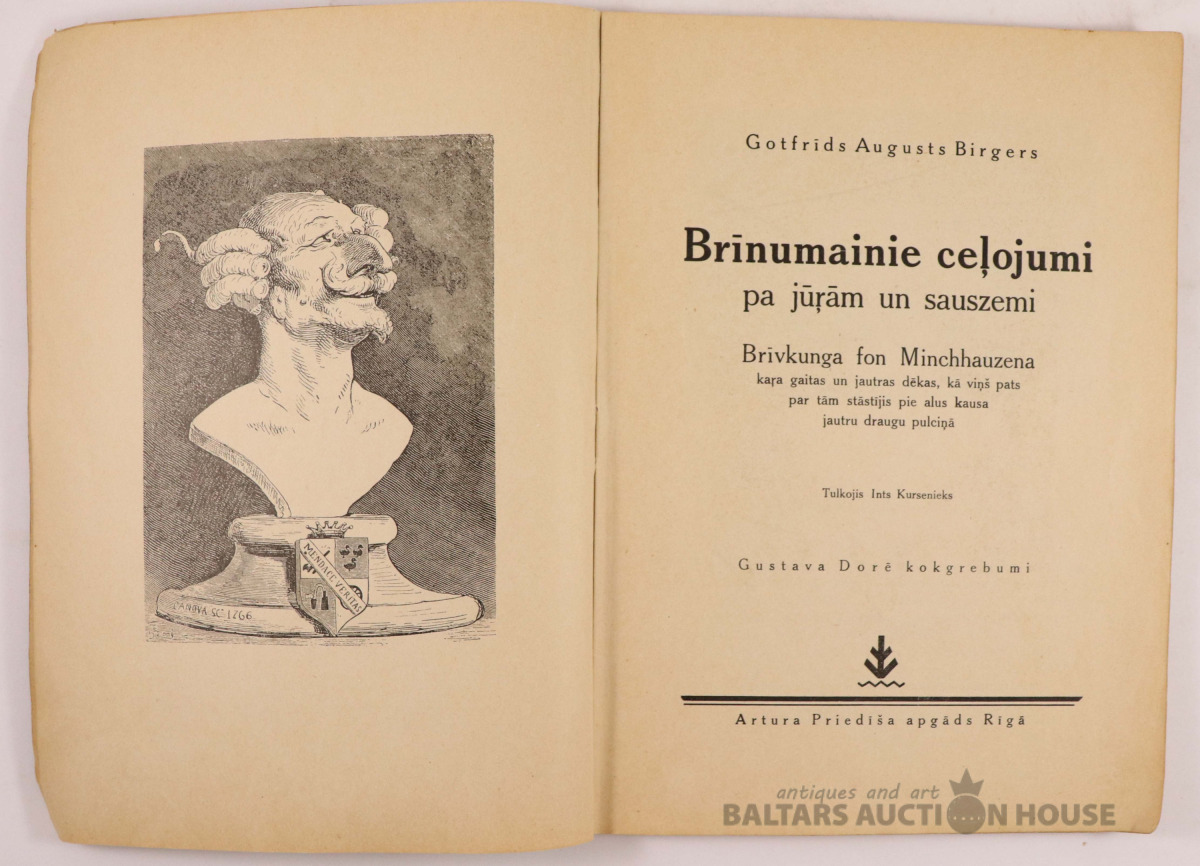 MENDACE VERITAS
CANOVA SC. 1766
Gotfrīds Augusts Birgers
Brīnumainie ceļojumi
pa jūŗām un sauszemi
Brīvkunga fon Minchhauzena
kaŗa gaitas un jautras dēkas, kā viņš pats
par tām stāstījis pie alus kausa
jautru draugu pulciņā
Tulkojis Ints Kursenieks
Gustava Dorē kokgrebumi
Artura Priedīša apgāds Rīgā
antiques and art
BALTARS AUCTION HOUSE